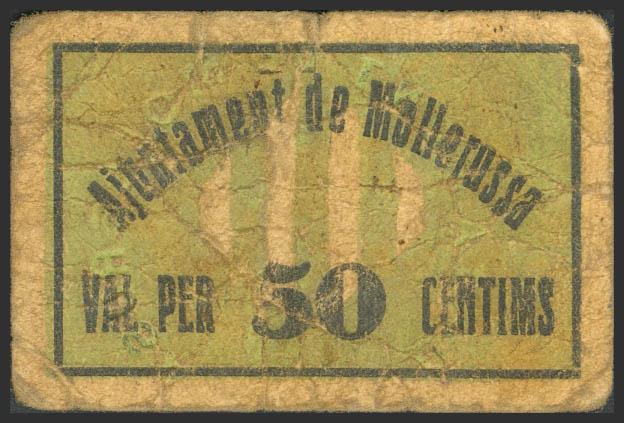 Ajuntament de Mollerussa
VAL PER 50 CENTIMS